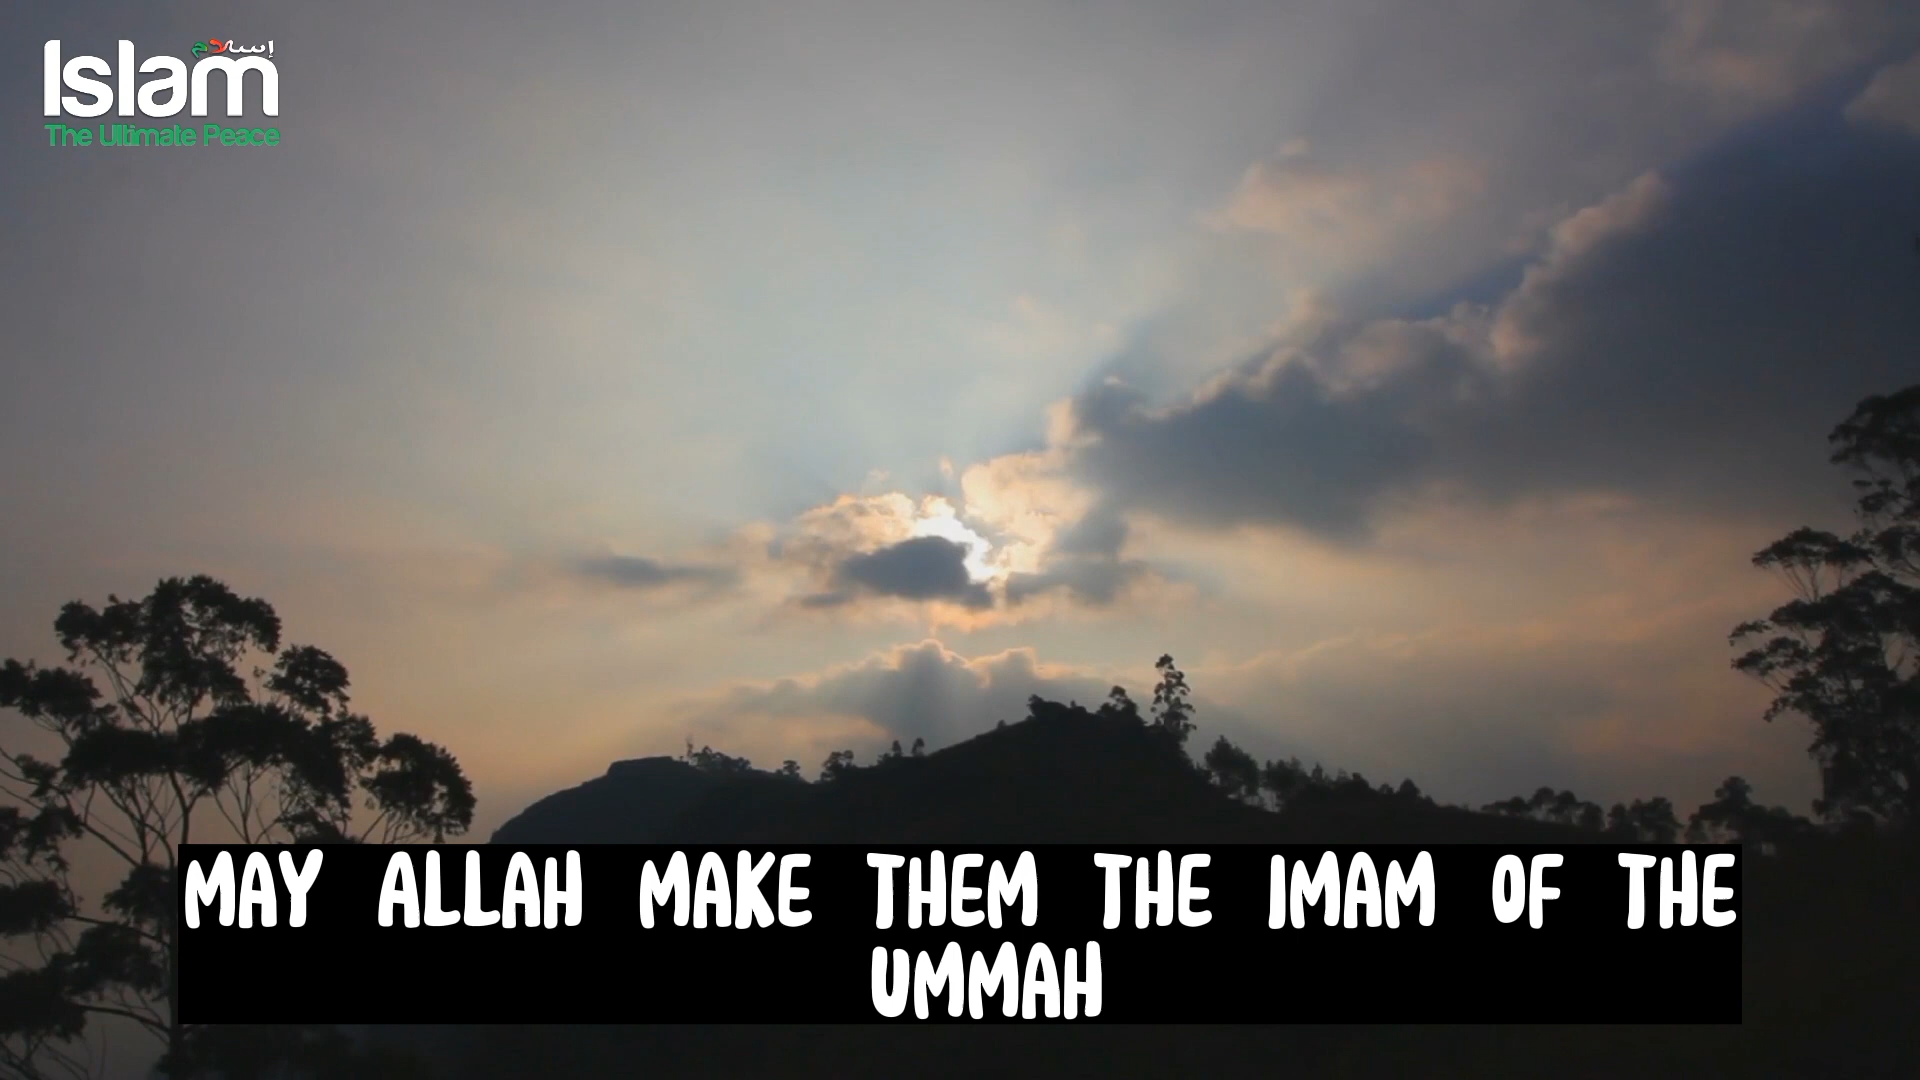 إسلام
Islam
The Ultimate Peace
MAY ALLAH MAKE THEM THE IMAM OF THE
UMMAH